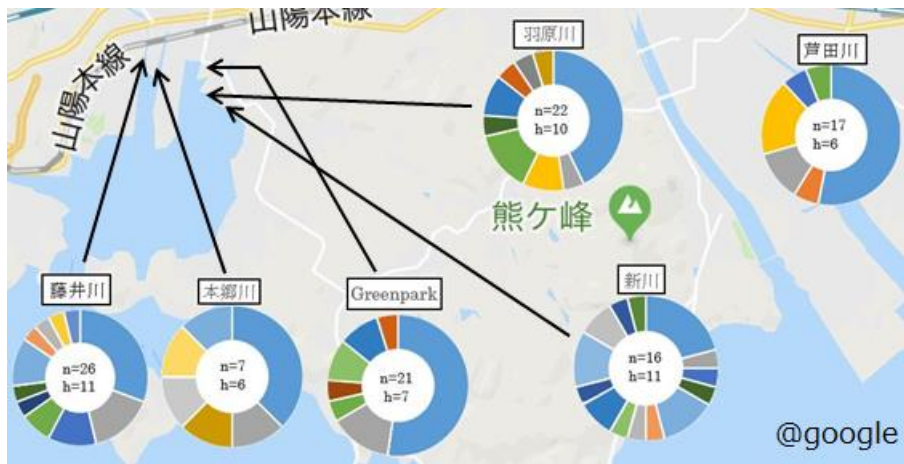 山陽本線
山陽本線
羽原川
n=22
h=10
芦田川
n=17
h=6
熊ケ峰
藤井川
n=26
h=11
本郷川
n=7
h=6
Greenpark
n=21
h=7
新川
n=16
h=11
@google